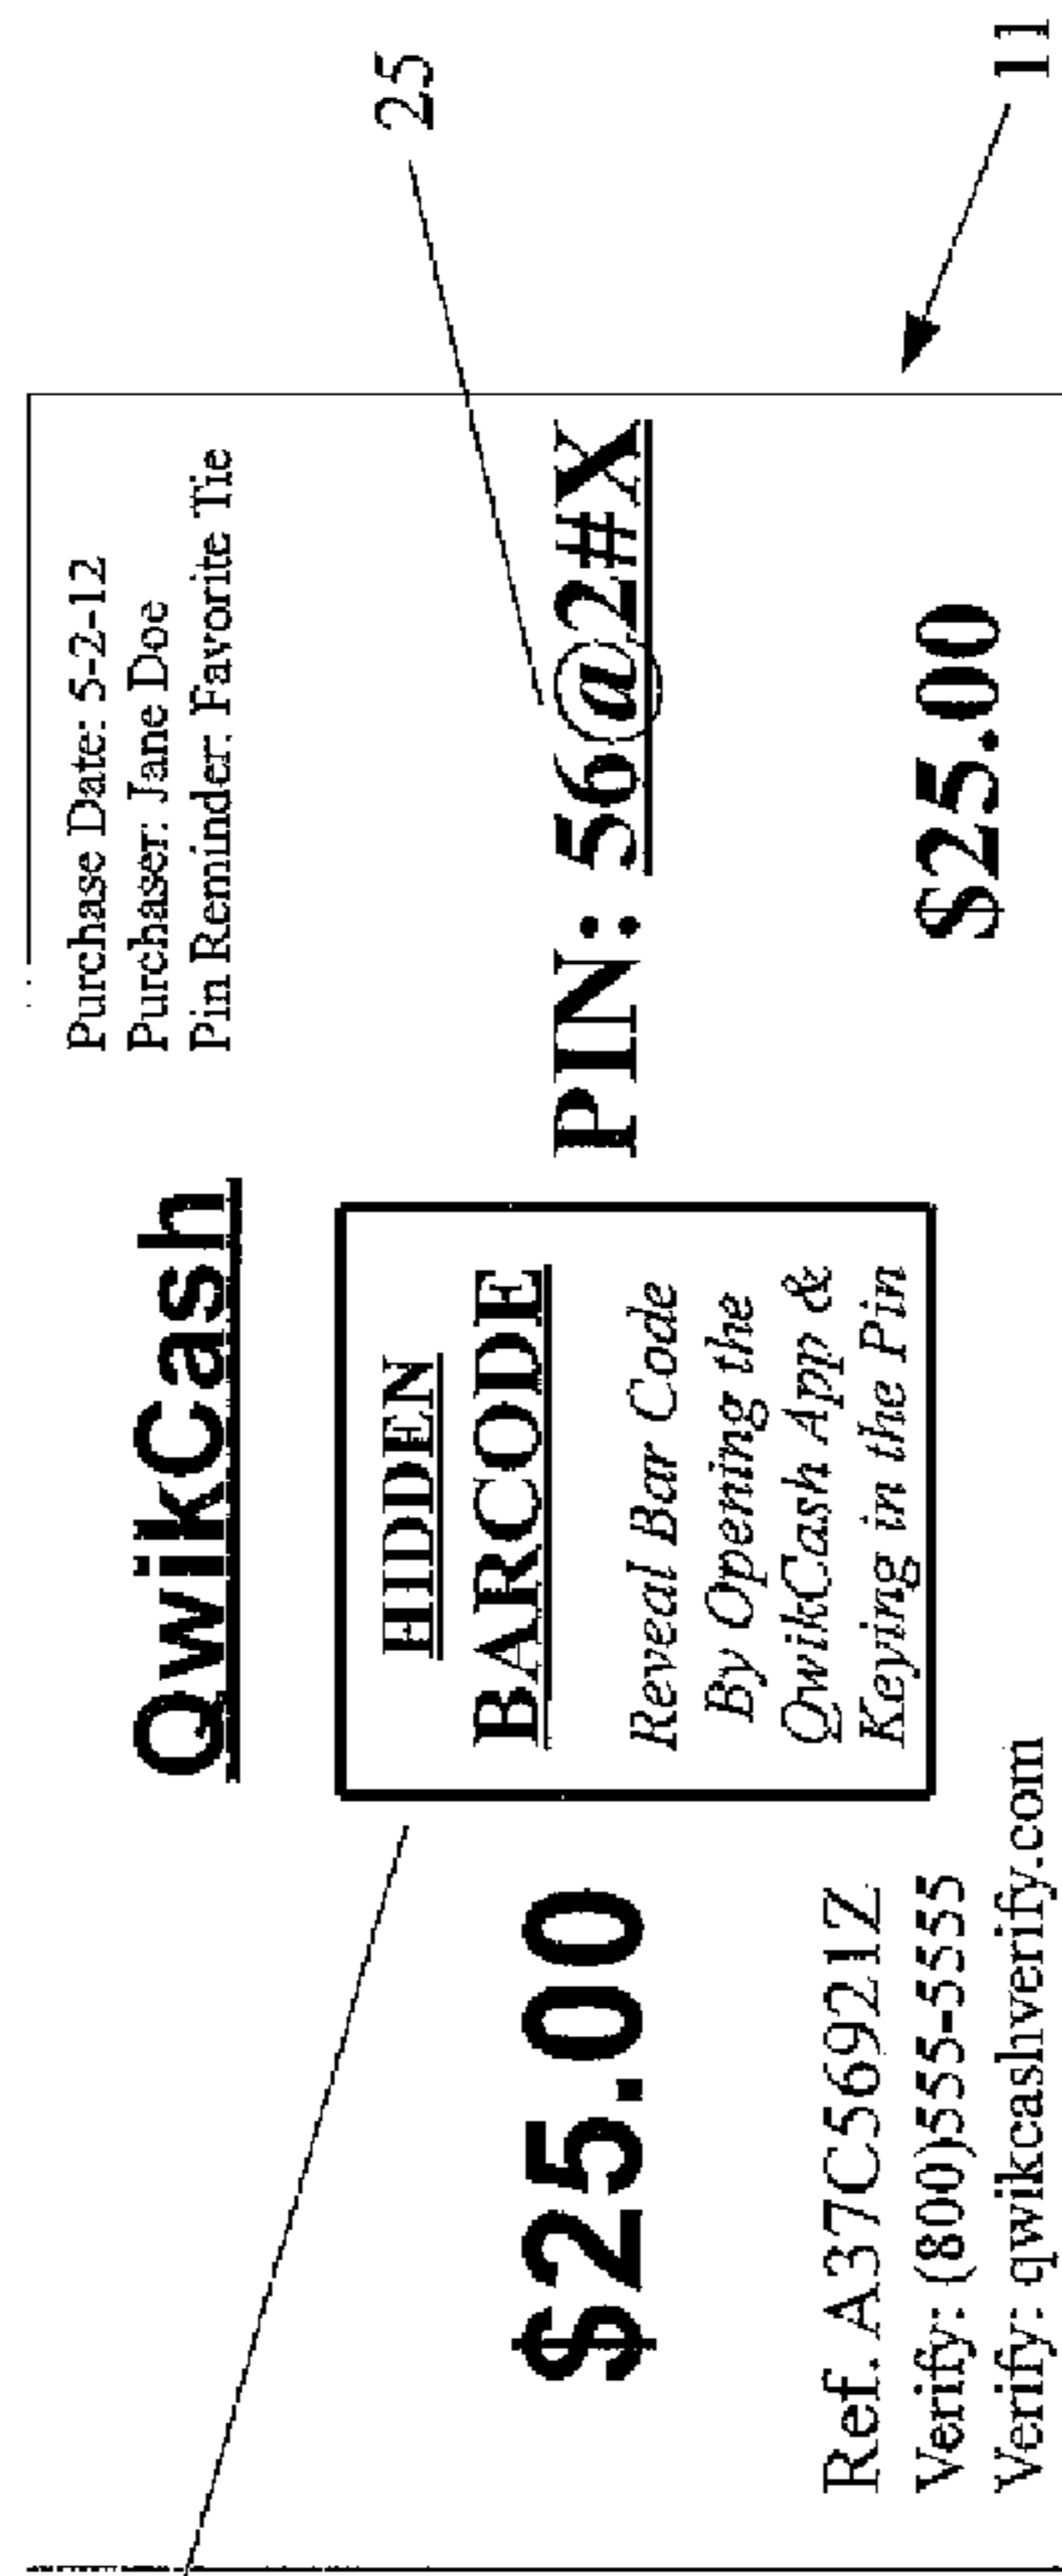 QwikCash
Purchase Date: 5-2-12
Purchaser: Jane Doe
Pin Reminder: Favorite Tie
25
$25.00
HIDDEN
BARCODE
Reveal Bar Code
By Opening the
QwikCash App &
Keying in the Pin
PIN: 56@2#X
Ref. A37C56921Z
Verify: (800)555-5555
Verify: qwikcashverify.com
$25.00
11